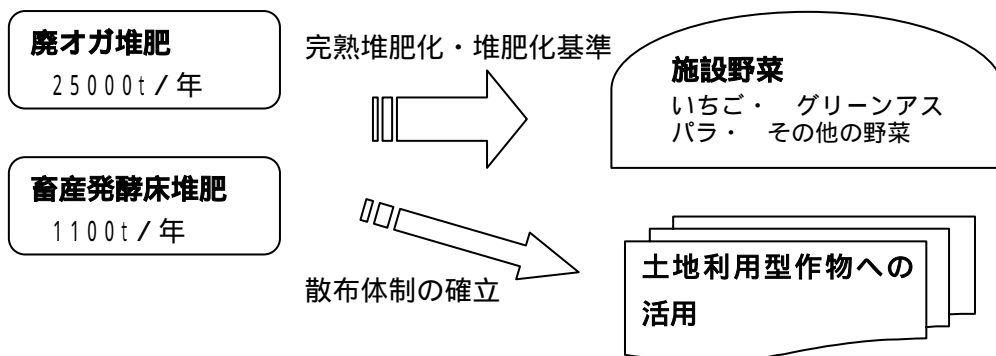 廃オガ堆肥
25000t/年
完熟堆肥化・堆肥化基準
施設野菜
いちご・　グリーンアス
パラ・　その他の野菜
畜産発酵床堆肥
1100t/年
散布体制の確立
土地利用型作物への
活用